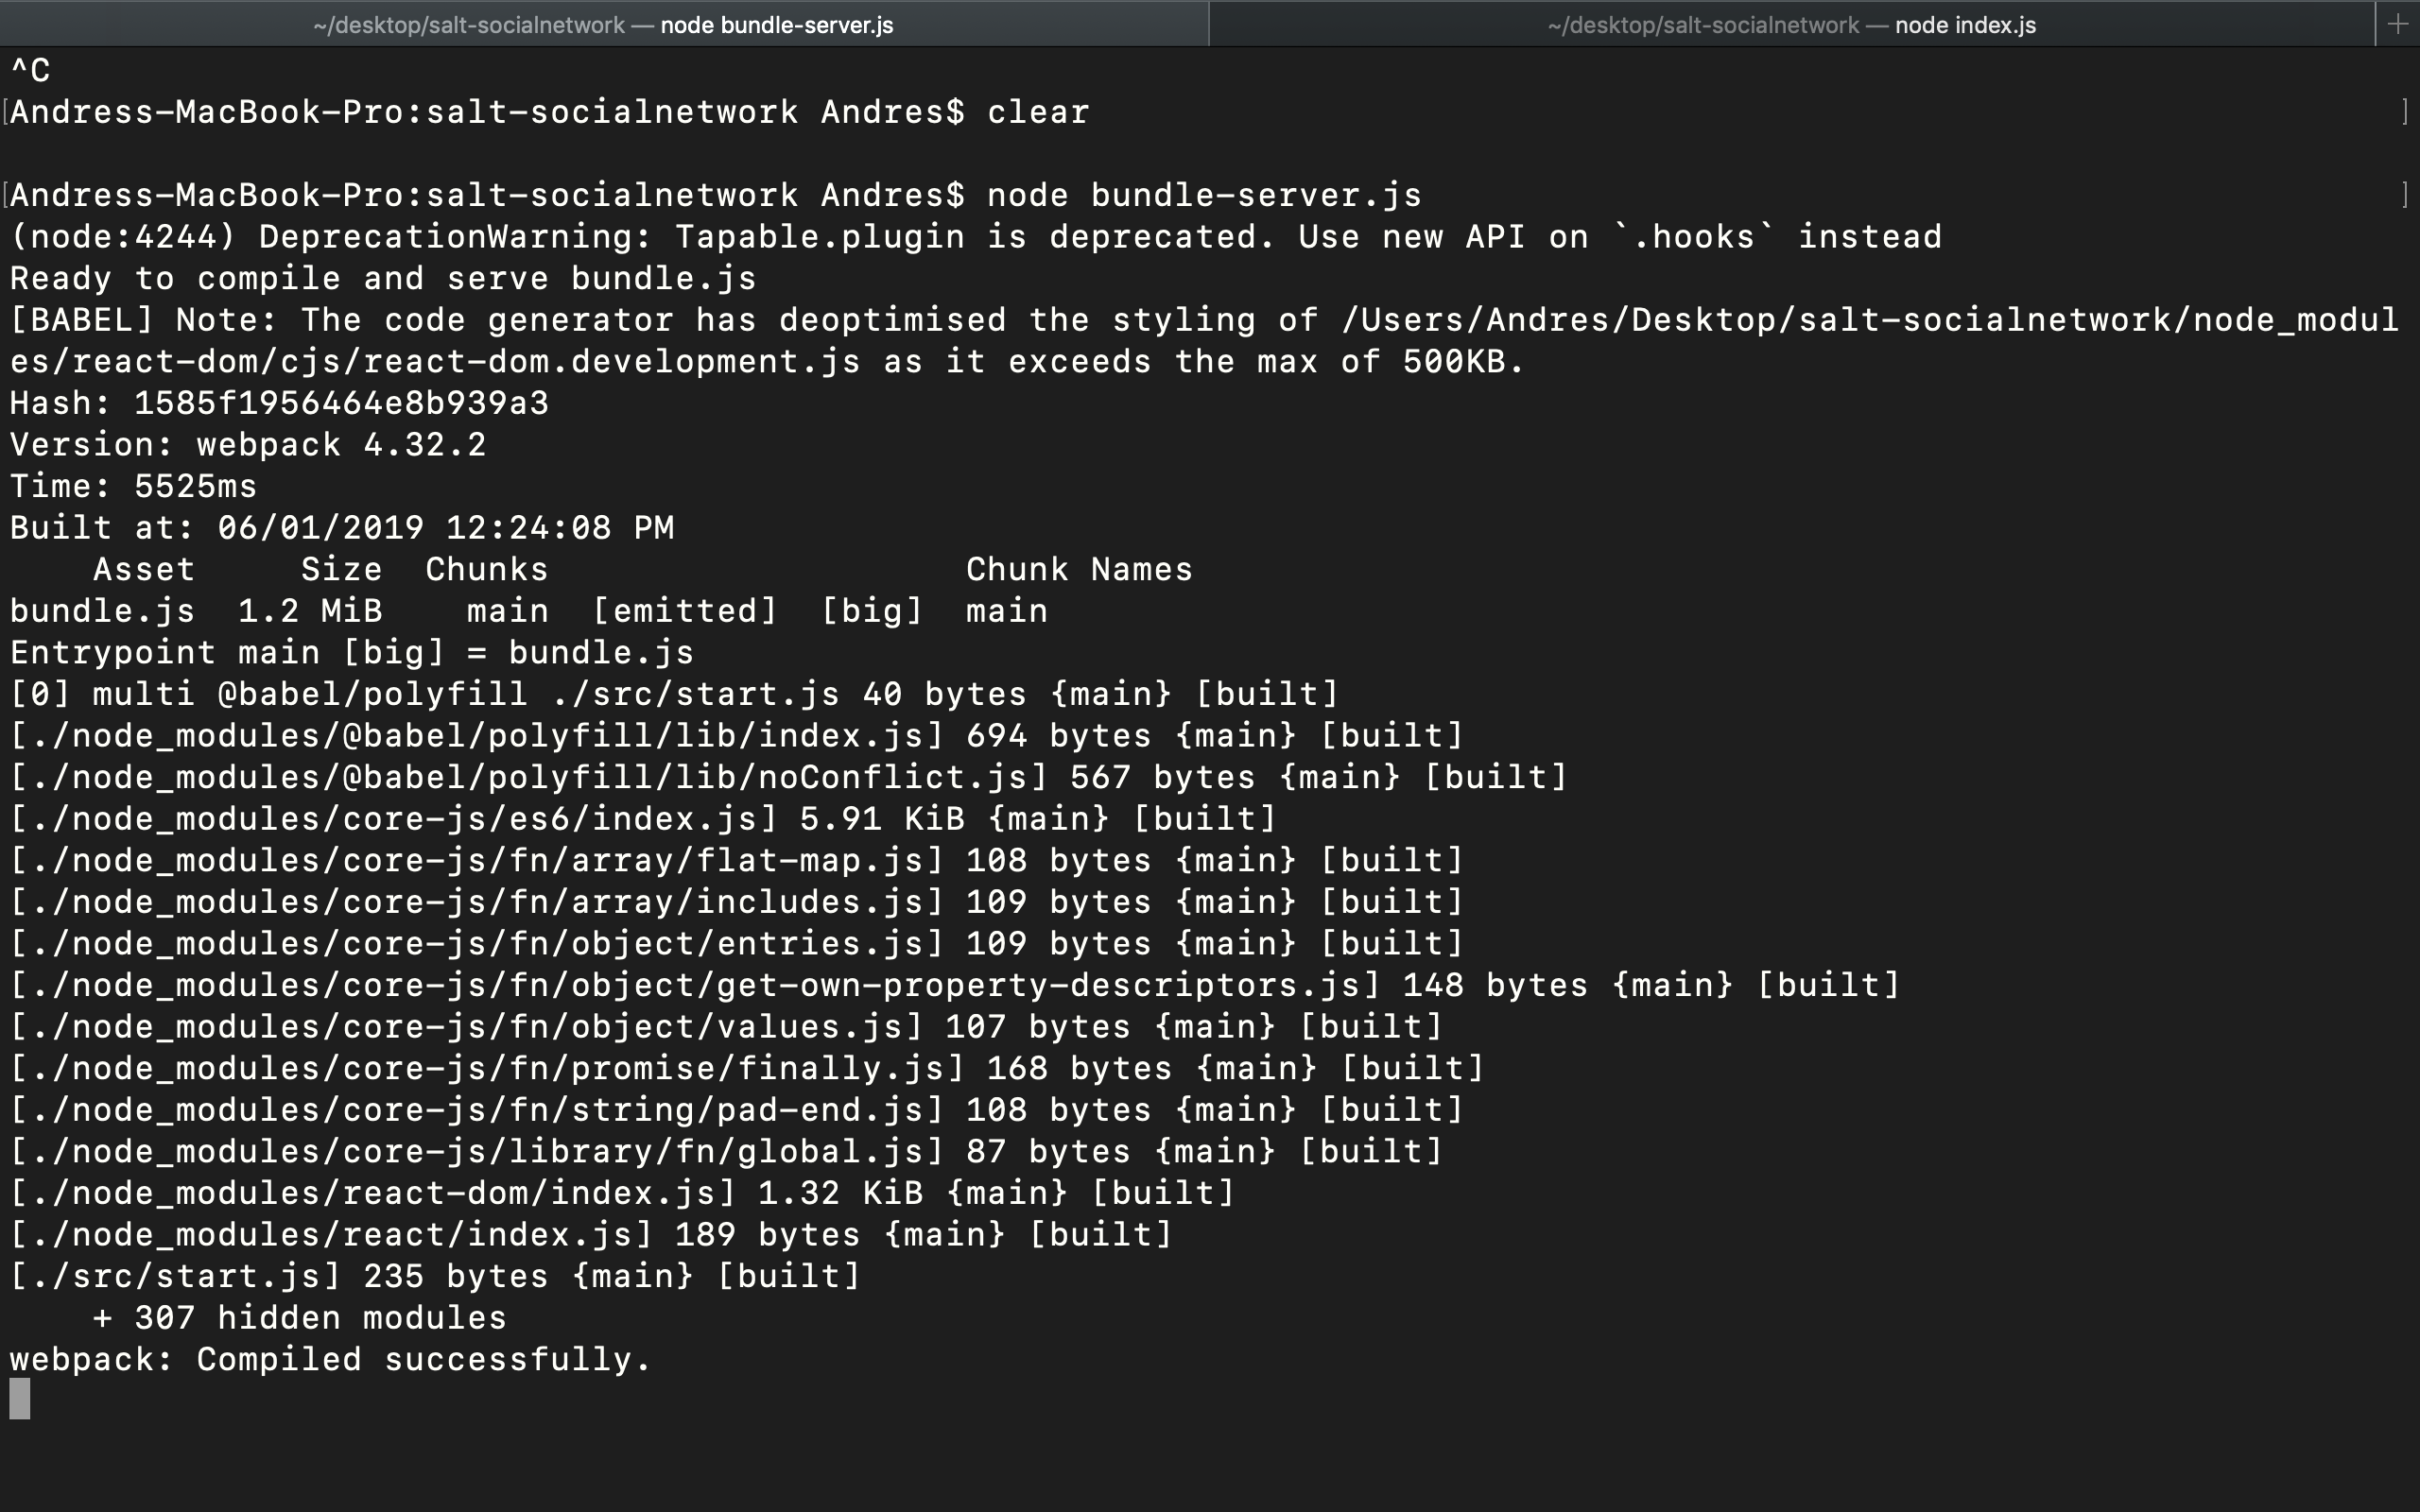 ~/desktop/salt-socialnetwork — node bundle-server.js
~/desktop/salt-socialnetwork — node index.js
+
^C
[Andress-MacBook-Pro:salt-socialnetwork Andres$ clear ]
[Andress-MacBook-Pro:salt-socialnetwork Andres$ node bundle-server.js ]
(node:4244) DeprecationWarning: Tapable.plugin is deprecated. Use new API on `.hooks` instead
Ready to compile and serve bundle.js
[BABEL] Note: The code generator has deoptimised the styling of /Users/Andres/Desktop/salt-socialnetwork/node_modul
es/react-dom/cjs/react-dom.development.js as it exceeds the max of 500KB.
Hash: 1585f1956464e8b939a3
Version: webpack 4.32.2
Time: 5525ms
Built at: 06/01/2019 12:24:08 PM
    Asset     Size  Chunks                    Chunk Names
bundle.js  1.2 MiB    main  [emitted]  [big]  main
Entrypoint main [big] = bundle.js
[0] multi @babel/polyfill ./src/start.js 40 bytes {main} [built]
[./node_modules/@babel/polyfill/lib/index.js] 694 bytes {main} [built]
[./node_modules/@babel/polyfill/lib/noConflict.js] 567 bytes {main} [built]
[./node_modules/core-js/es6/index.js] 5.91 KiB {main} [built]
[./node_modules/core-js/fn/array/flat-map.js] 108 bytes {main} [built]
[./node_modules/core-js/fn/array/includes.js] 109 bytes {main} [built]
[./node_modules/core-js/fn/object/entries.js] 109 bytes {main} [built]
[./node_modules/core-js/fn/object/get-own-property-descriptors.js] 148 bytes {main} [built]
[./node_modules/core-js/fn/object/values.js] 107 bytes {main} [built]
[./node_modules/core-js/fn/promise/finally.js] 168 bytes {main} [built]
[./node_modules/core-js/fn/string/pad-end.js] 108 bytes {main} [built]
[./node_modules/core-js/library/fn/global.js] 87 bytes {main} [built]
[./node_modules/react-dom/index.js] 1.32 KiB {main} [built]
[./node_modules/react/index.js] 189 bytes {main} [built]
[./src/start.js] 235 bytes {main} [built]
    + 307 hidden modules
webpack: Compiled successfully.